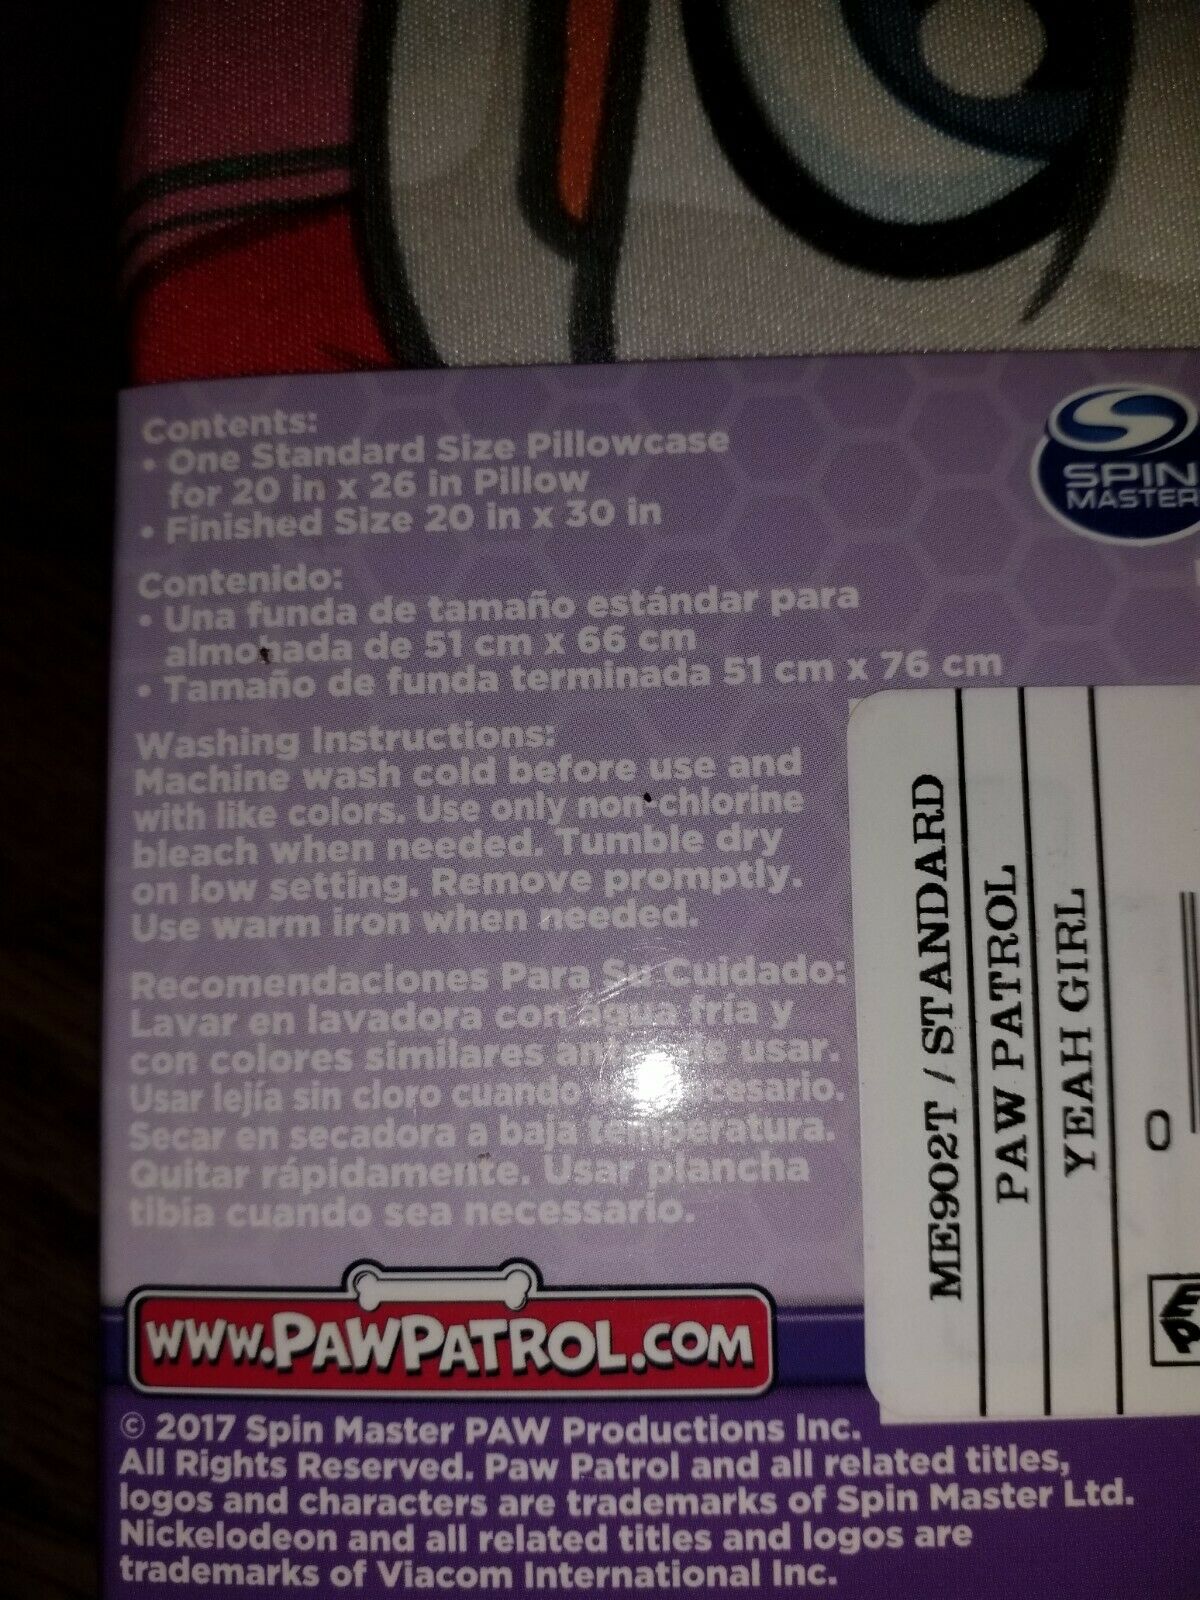 Contents:
• One Standard Size Pillowcase
for 20 in x 26 in Pillow
• Finished Size 20 in x 30 in
SPIN
MASTER
Contenido:
• Una funda de tamaño estándar para
almohada de 51 cm x 66 cm
• Tamaño de funda terminada 51 cm x 76 cm
Washing Instructions:
Machine wash cold before use and
with like colors. Use only non-chlorine
bleach when needed. Tumble dry
on low setting. Remove promptly.
Use warm iron when needed.
Recomendaciones Para Su Cuidado:
Lavar en lavadora con agua fría y
con colores similares usar.
Usar lejía sin cloro cuando
Secar en secadora a baja temperatura.
Quitar rápidamente. Usar plancha
tibia cuando sea necessario.
ME902T / STANDARD
PAW PATROL
YEAH GIRL
0
WWW.PAWPATROL.COM
© 2017 Spin Master PAW Productions Inc.
All Rights Reserved. Paw Patrol and all related titles,
logos and characters are trademarks of Spin Master Ltd.
Nickelodeon and all related titles and logos are
trademarks of Viacom International Inc.